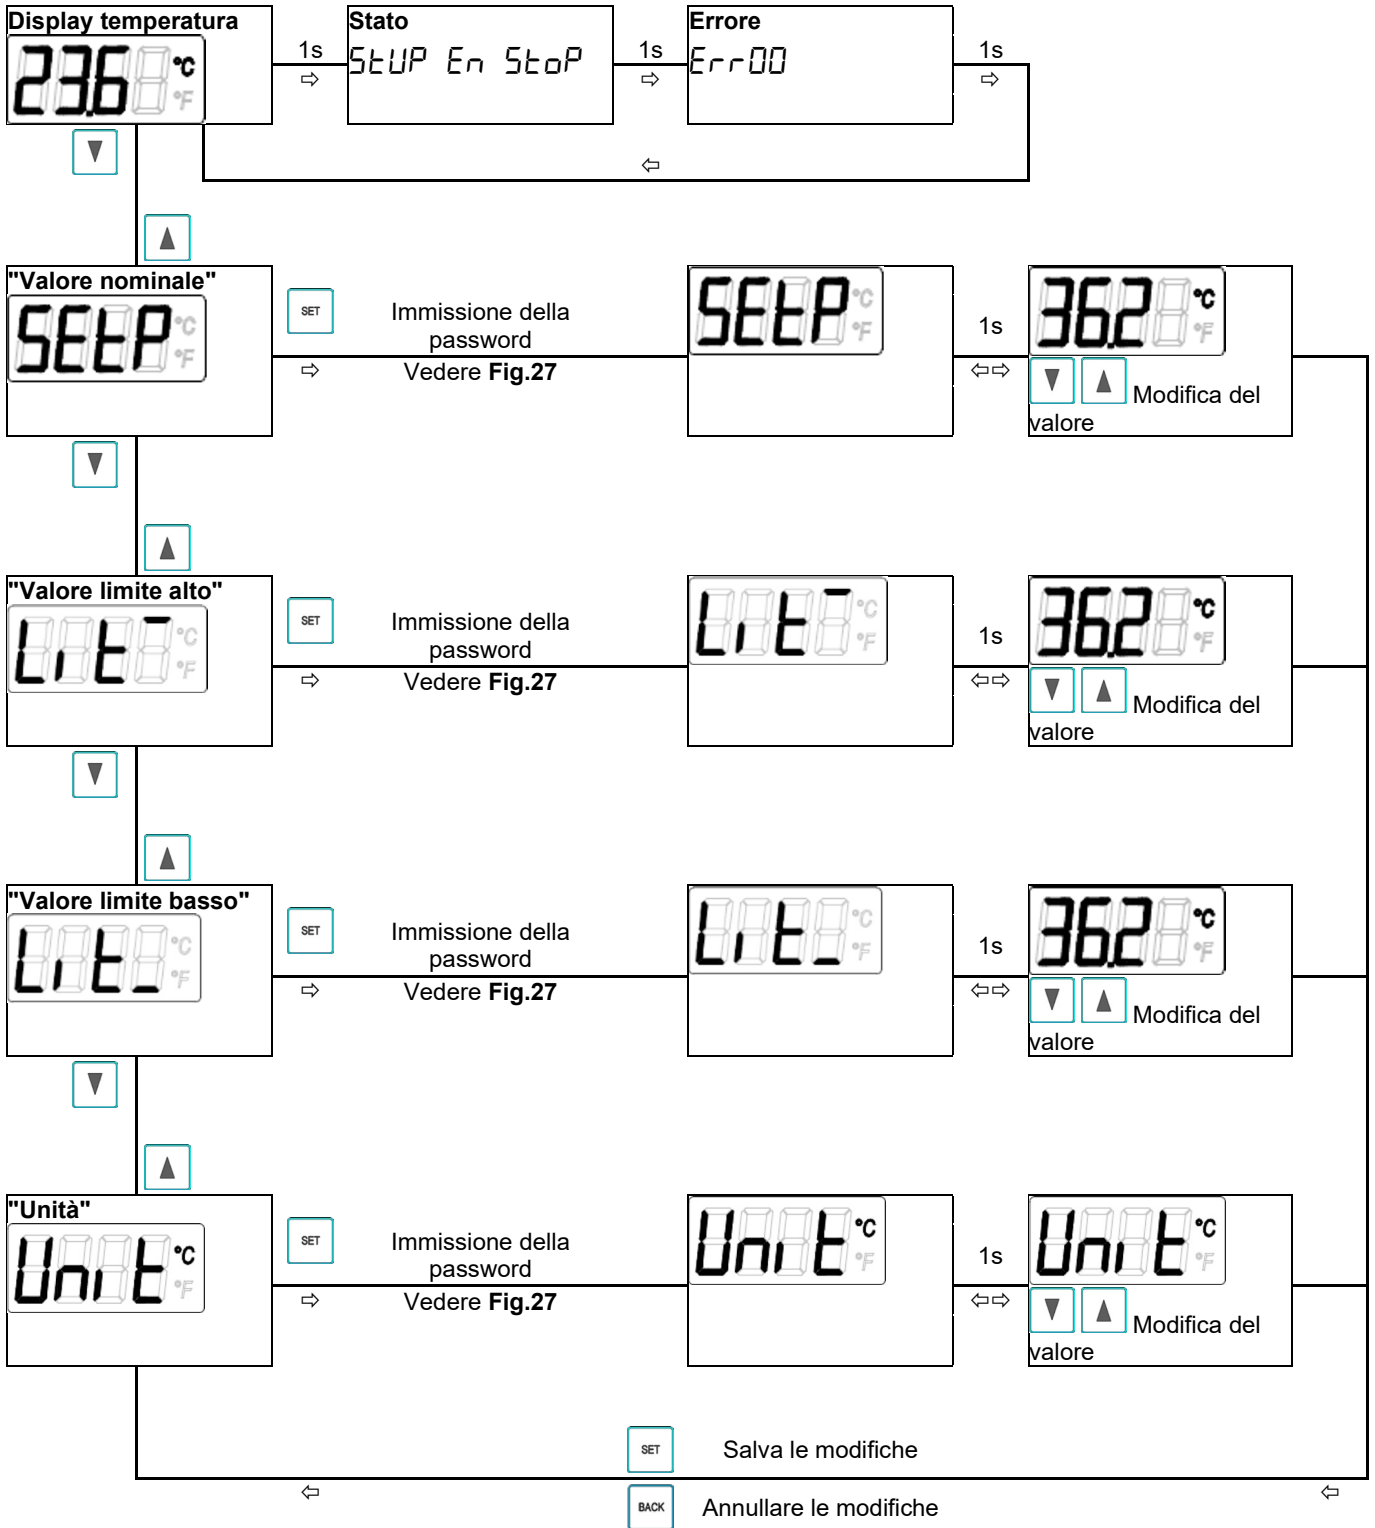 Display temperatura
23.6 °C
°F
1s
Stato
StUP En StoP
1s
Errore
Err00
1s
"Valore nominale"
SEtP °C
°F
SET
Immissione della
password
Vedere Fig.27
SEtP °C
°F
1s
36.2 °C
°F
Modifica del
valore
"Valore limite alto"
Lit¯ °C
°F
SET
Immissione della
password
Vedere Fig.27
Lit¯ °C
°F
1s
36.2 °C
°F
Modifica del
valore
"Valore limite basso"
Lit_ °C
°F
SET
Immissione della
password
Vedere Fig.27
Lit_ °C
°F
1s
36.2 °C
°F
Modifica del
valore
"Unità"
Unit °C
°F
SET
Immissione della
password
Vedere Fig.27
Unit °C
°F
1s
Unit °C
°F
Modifica del
valore
SET Salva le modifiche
BACK Annullare le modifiche